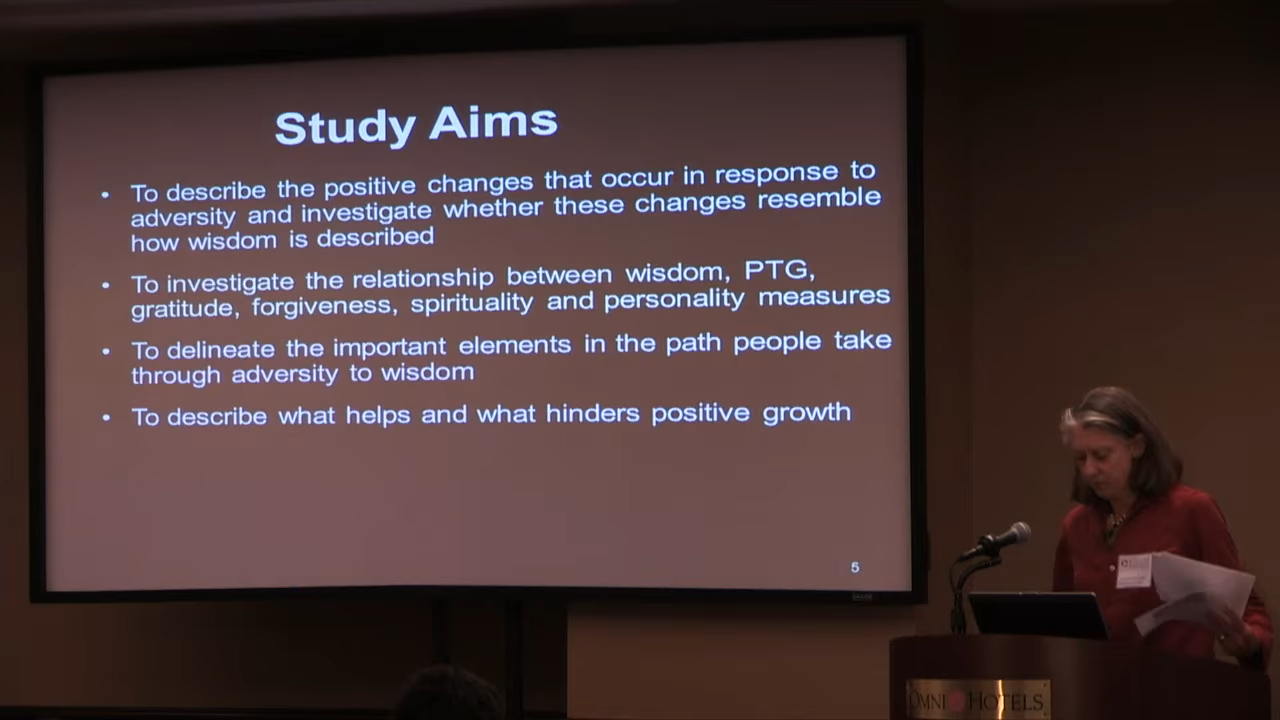 Study Aims
• To describe the positive changes that occur in response to
adversity and investigate whether these changes resemble
how wisdom is described
• To investigate the relationship between wisdom, PTG,
gratitude, forgiveness, spirituality and personality measures
• To delineate the important elements in the path people take
through adversity to wisdom
• To describe what helps and what hinders positive growth
5
OMNI HOTELS